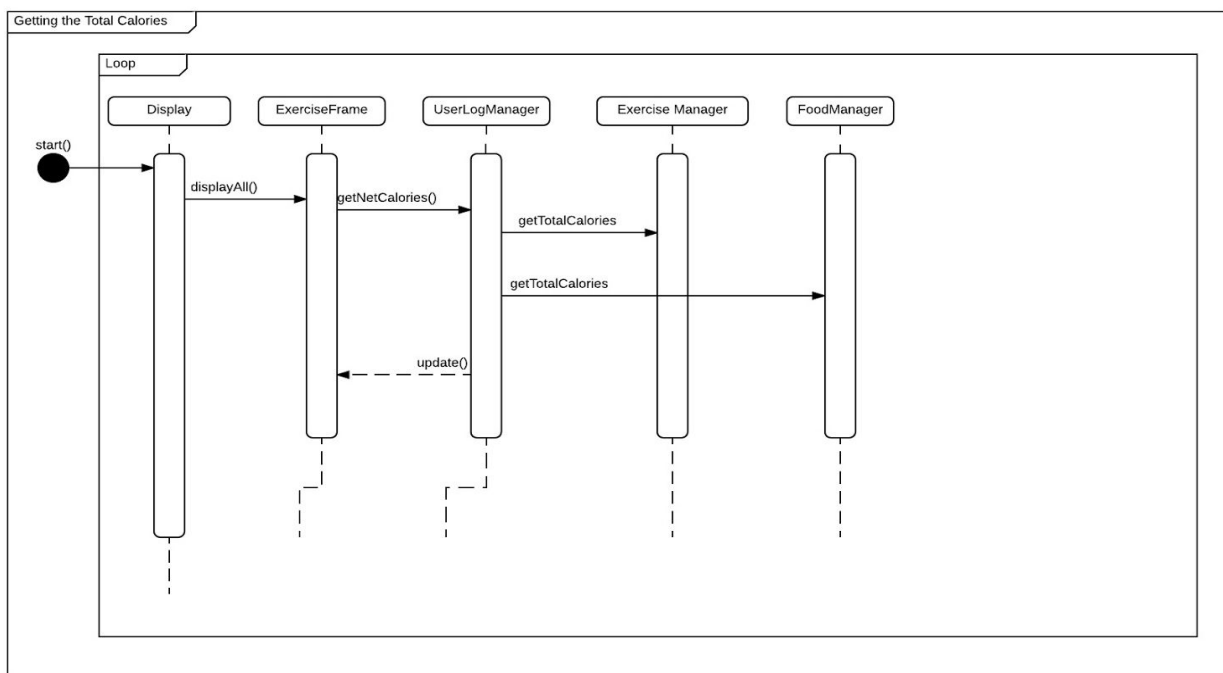 Getting the Total Calories
Loop
Display
ExerciseFrame
UserLogManager
Exercise Manager
FoodManager
start()
displayAll()
getNetCalories()
getTotalCalories
getTotalCalories
update()